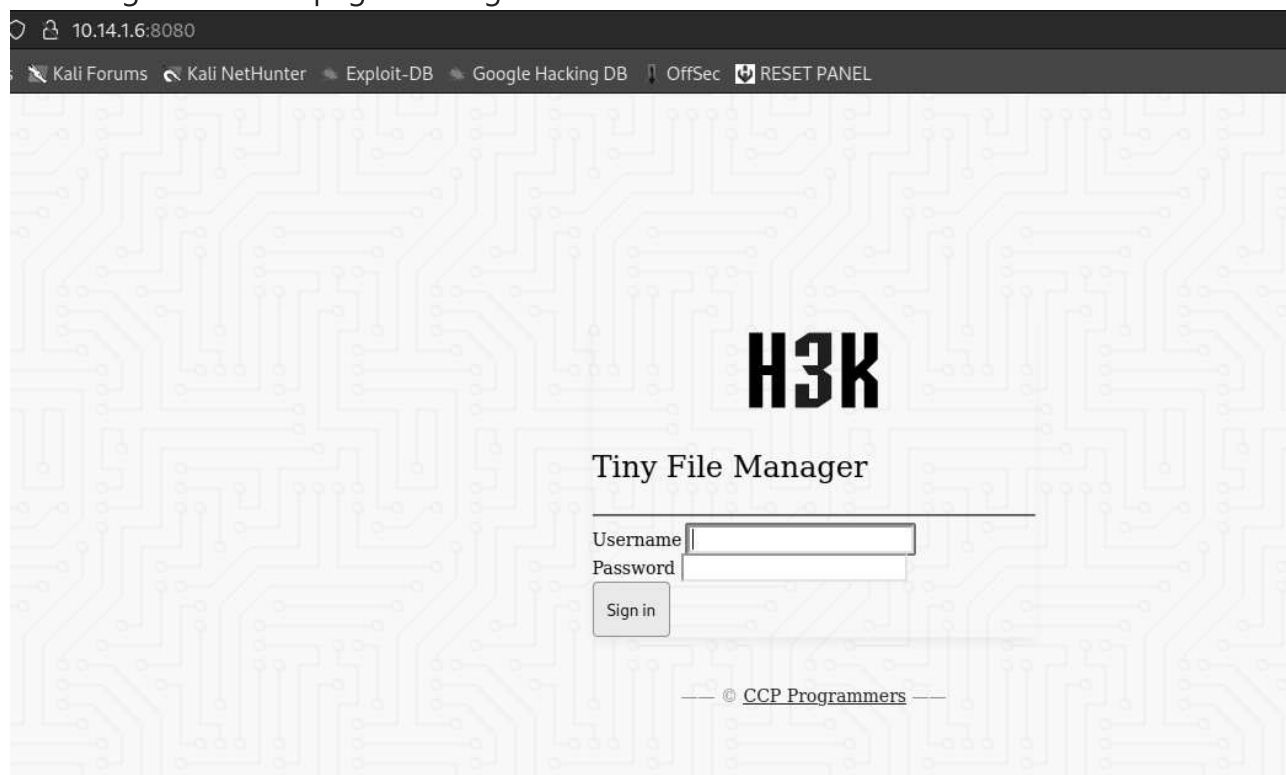 10.14.1.6:8080
Kali Forums Kali NetHunter Exploit-DB Google Hacking DB OffSec RESET PANEL
H3K
Tiny File Manager
Username
Password
Sign in
—— © CCP Programmers ——